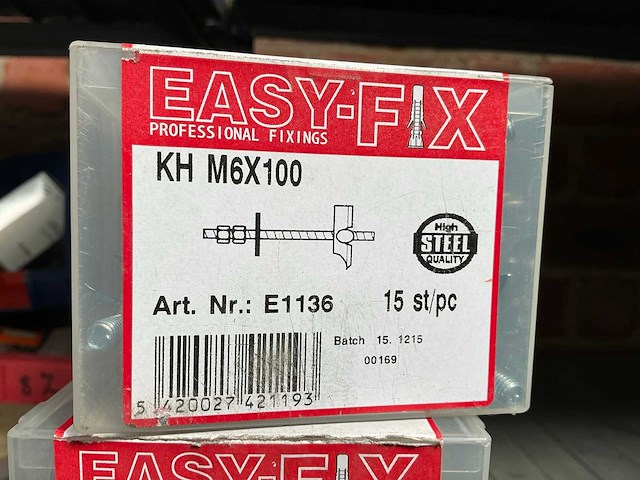 EASY-FIX
PROFESSIONAL FIXINGS
KH M6X100
High
STEEL
QUALITY
Art. Nr.: E1136 15 st/pc
Batch 15. 1215
00169
5 420027 421193
EASY-FIX